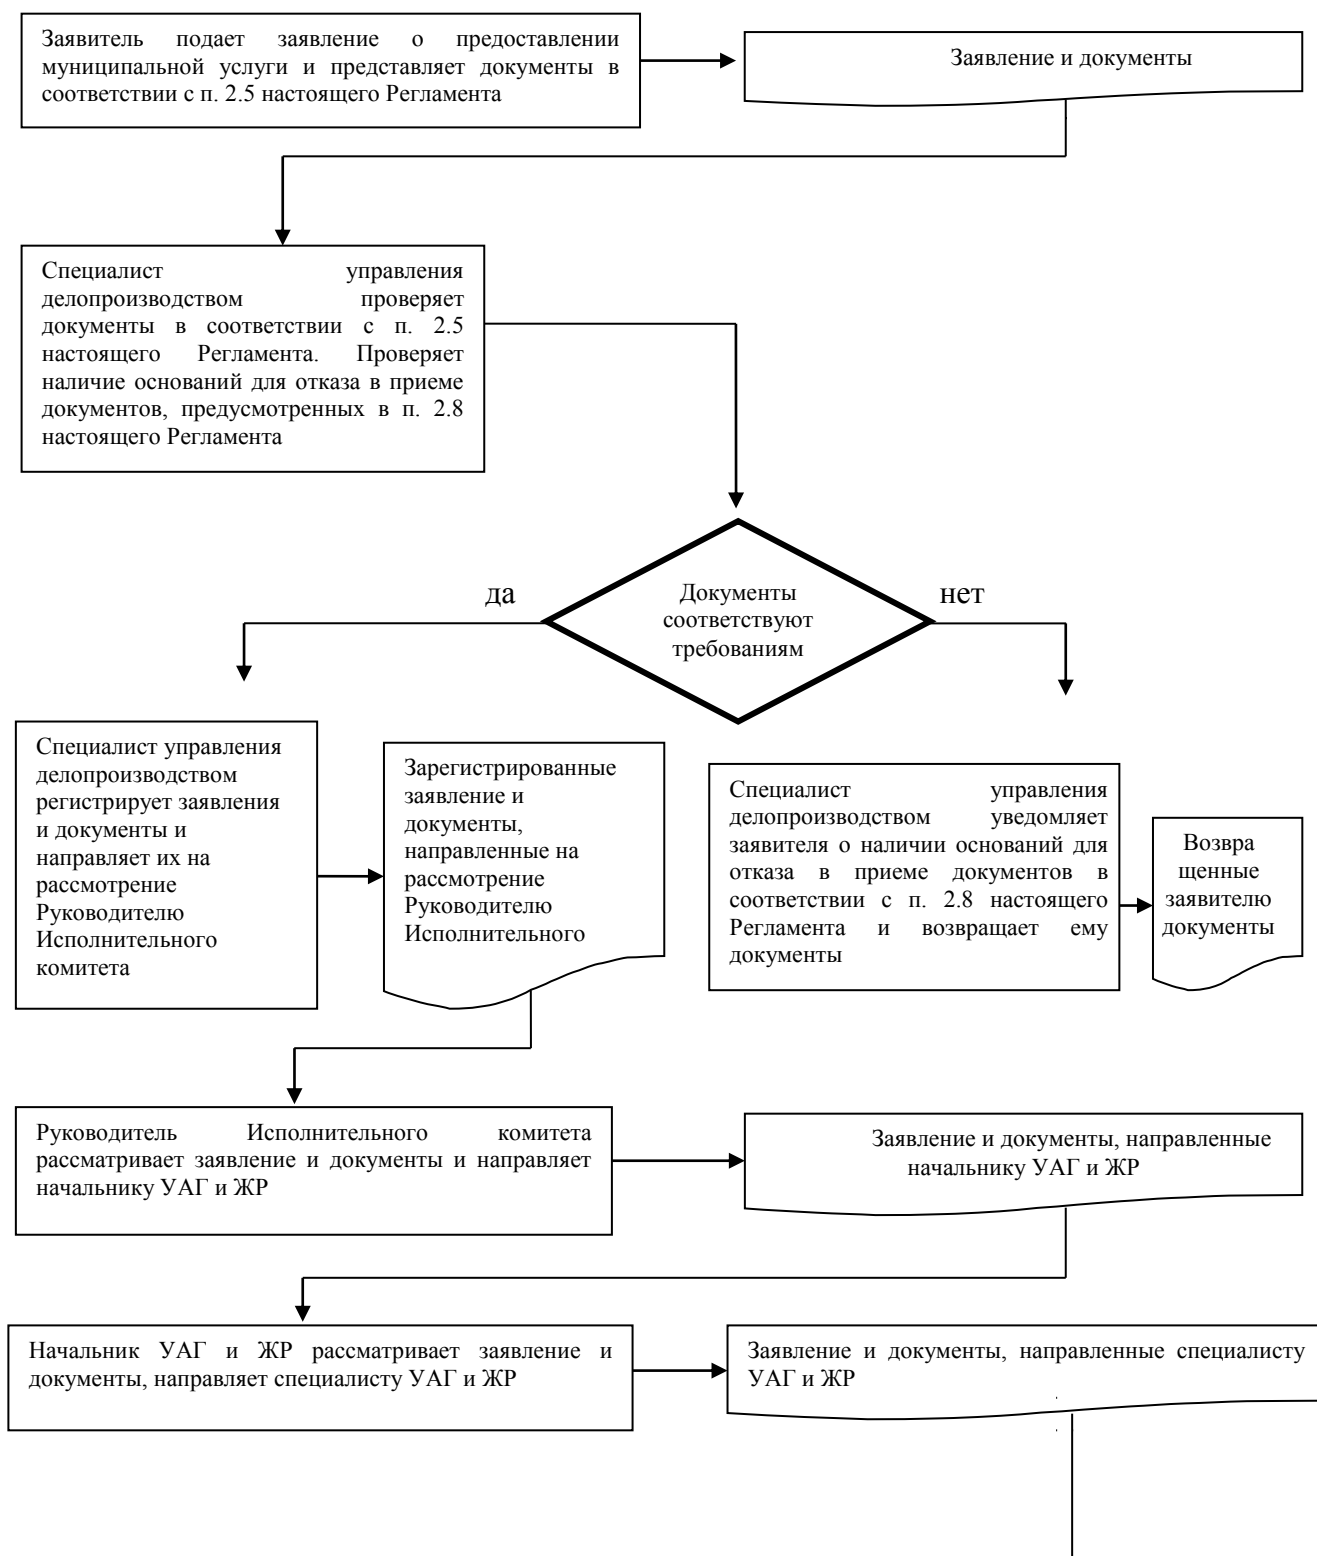 Заявитель подает заявление о предоставлении
муниципальной услуги и представляет документы в
соответствии с п. 2.5 настоящего Регламента
Заявление и документы
Специалист управления
делопроизводством проверяет
документы в соответствии с п. 2.5
настоящего Регламента. Проверяет
наличие оснований для отказа в приеме
документов, предусмотренных в п. 2.8
настоящего Регламента
да
Документы
соответствуют
требованиям
нет
Специалист управления
делопроизводством
регистрирует заявления
и документы и
направляет их на
рассмотрение
Руководителю
Исполнительного
комитета
Зарегистрированные
заявление и
документы,
направленные на
рассмотрение
Руководителю
Исполнительного
Специалист управления
делопроизводством уведомляет
заявителя о наличии оснований для
отказа в приеме документов в
соответствии с п. 2.8 настоящего
Регламента и возвращает ему
документы
Возвра
щенные
заявителю
документы
Руководитель Исполнительного комитета
рассматривает заявление и документы и направляет
начальнику УАГ и ЖР
Заявление и документы, направленные
начальнику УАГ и ЖР
Начальник УАГ и ЖР рассматривает заявление и
документы, направляет специалисту УАГ и ЖР
Заявление и документы, направленные специалисту
УАГ и ЖР